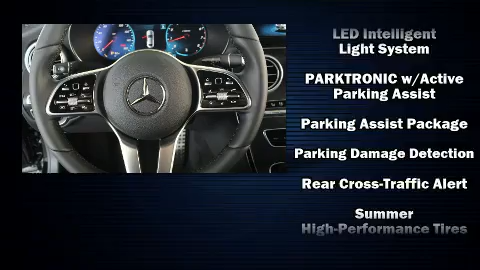 LED Intelligent
Light System
PARKTRONIC w/Active
Parking Assist
Parking Assist Package
Parking Damage Detection
Rear Cross-Traffic Alert
Summer
High-Performance Tires